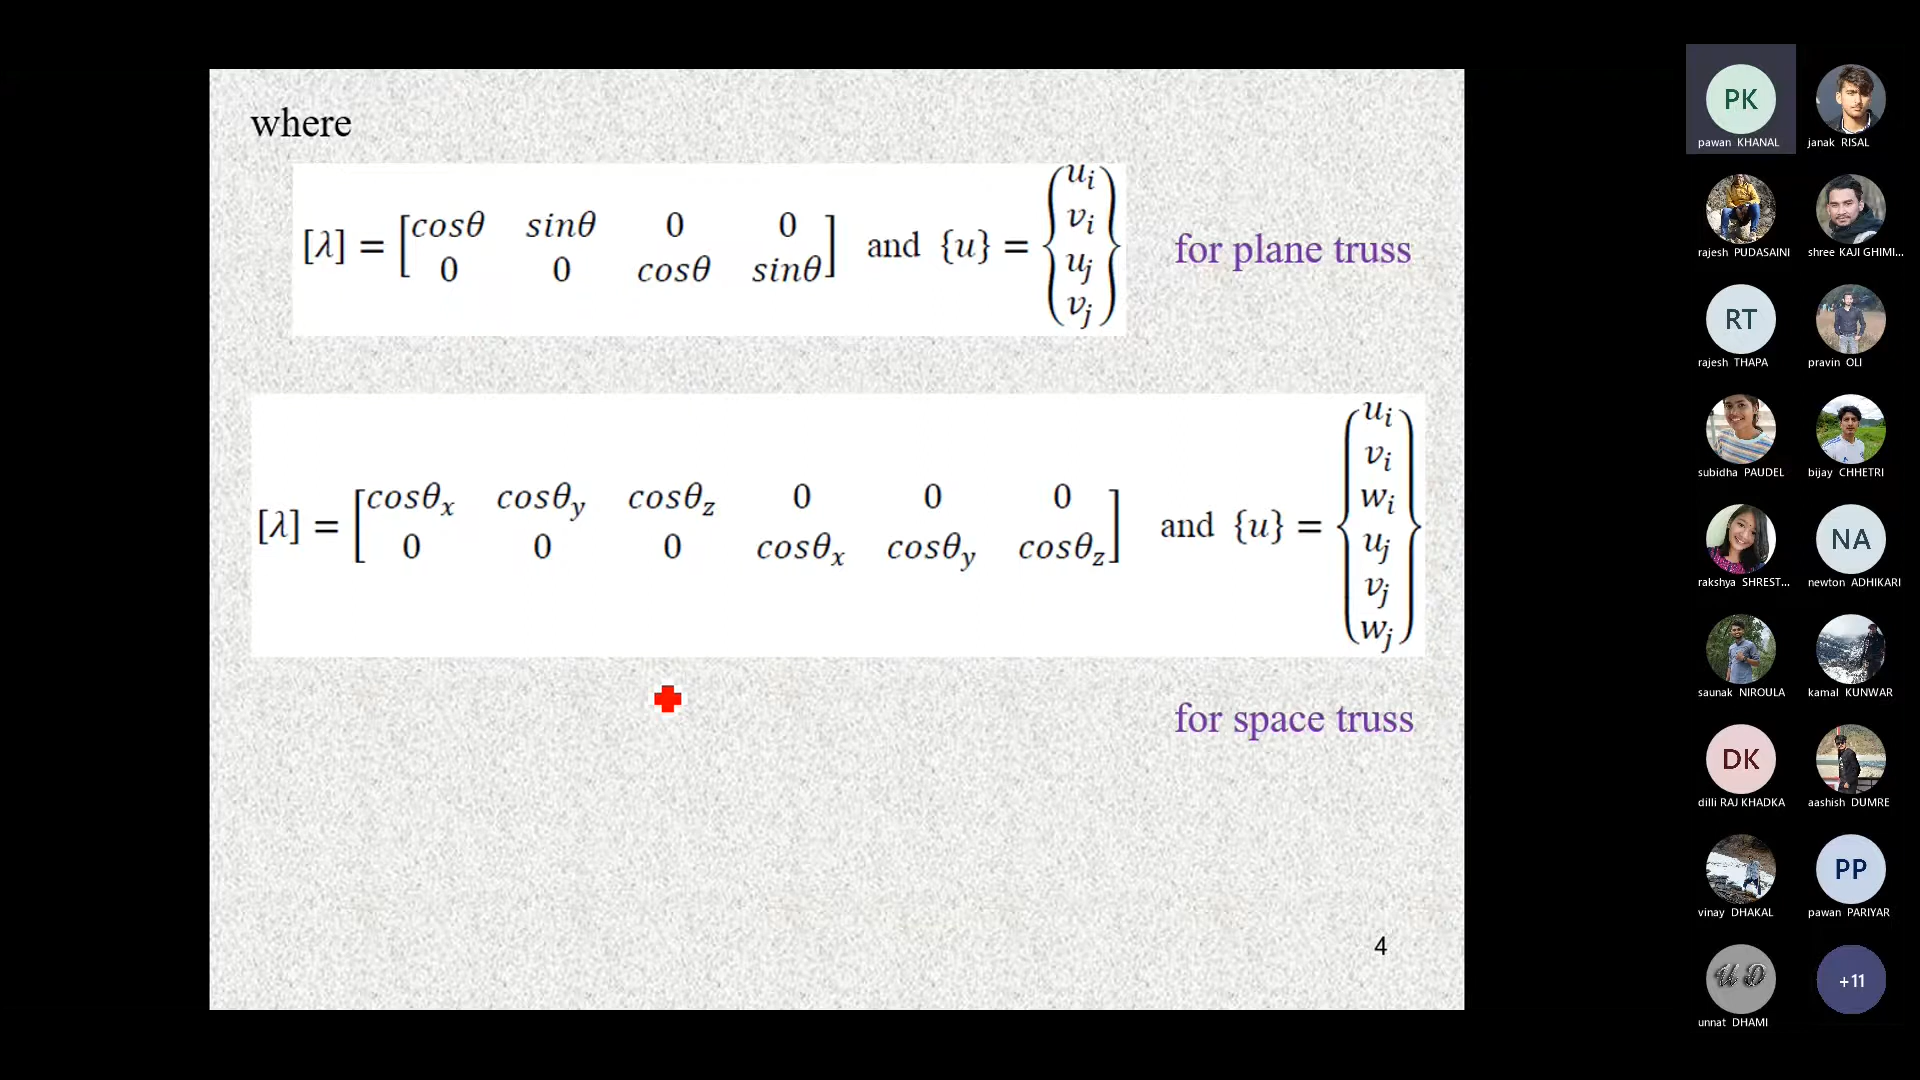 where
[λ] = [cosθ sinθ 0 0
0 0 cosθ sinθ] and {u} = {u_i
v_i
u_j
v_j}
for plane truss
[λ] = [cosθ_x cosθ_y cosθ_z 0 0 0
0 0 0 cosθ_x cosθ_y cosθ_z] and {u} = {u_i
v_i
w_i
u_j
v_j
w_j}
for space truss
4
PK
pawan KHANAL
janak RISAL
rajesh PUDASAINI
shree KAJI GHIMI...
RT
rajesh THAPA
pravin OLI
subidha PAUDEL
bijay CHHETRI
rakshya SHREST...
NA
newton ADHIKARI
saunak NIROULA
kamal KUNWAR
DK
dilli RAJ KHADKA
aashish DUMRE
vinay DHAKAL
PP
pawan PARIYAR
UD
unnat DHAMI
+11